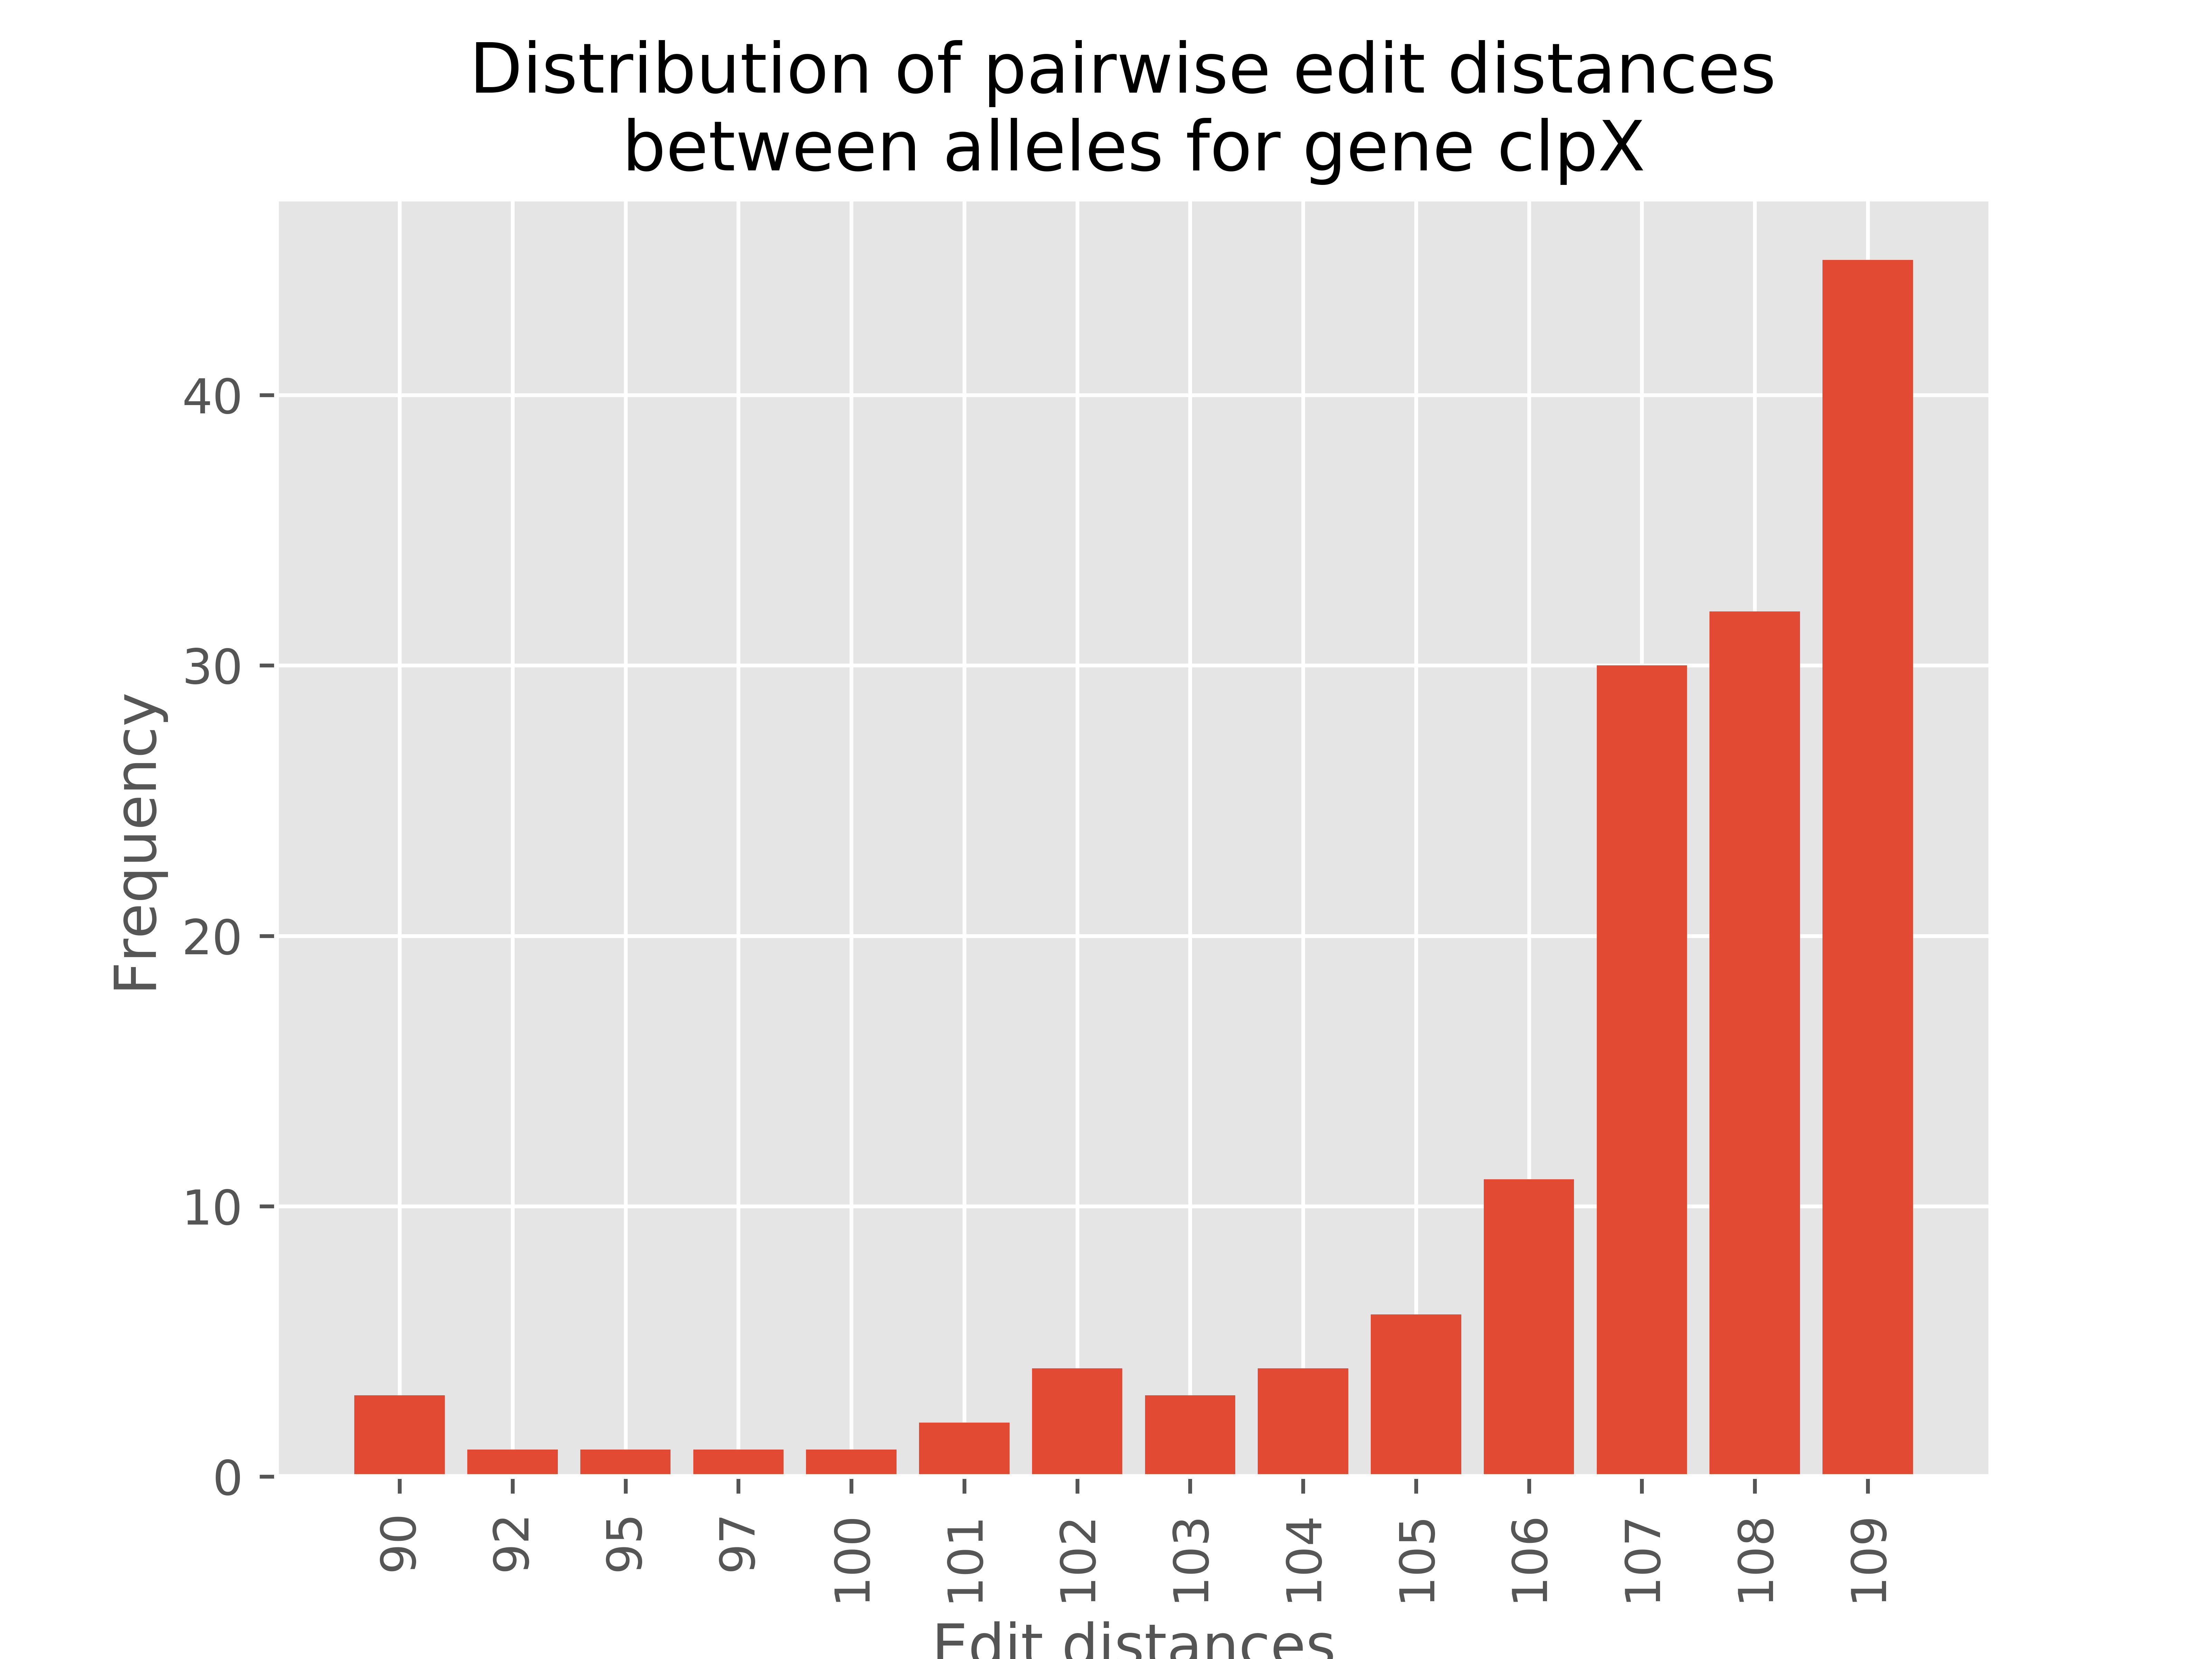 Distribution of pairwise edit distances
between alleles for gene clpX
Frequency
40
30
20
10
0
90 92 95 97 100 101 102 103 104 105 106 107 108 109
Edit distances